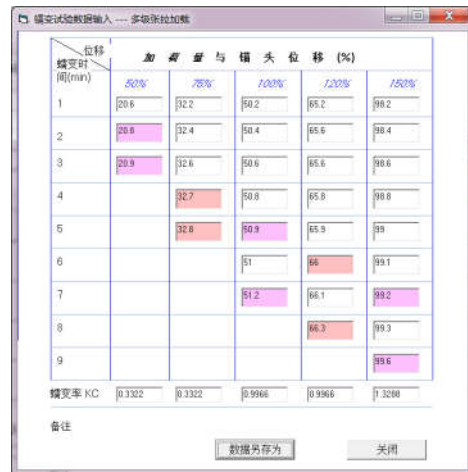 蠕变试验数据输入 --- 多级张拉加载
位移
蠕变时
间(min)
加 荷 量 与 锚 头 位 移 (%)
50% 75% 100% 120% 150%
1 20.6 32.2 50.2 65.2 98.2
2 20.8 32.4 50.4 65.6 98.4
3 20.9 32.6 50.6 65.6 98.6
4 32.7 50.8 65.8 98.8
5 32.8 50.9 65.9 99
6 51 66 99.1
7 51.2 66.1 99.2
8 66.3 99.3
9 99.6
蠕变率 KC 0.3322 0.3322 0.9966 0.9966 1.3288
备注
数据另存为 关闭